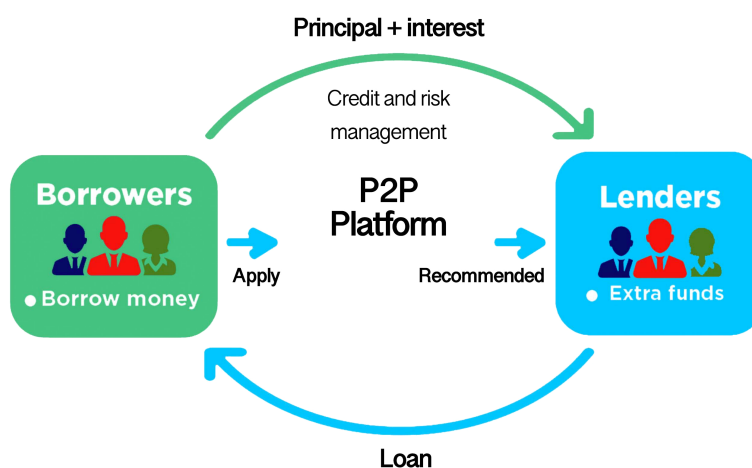 Principal + interest
Credit and risk
management
Borrowers
• Borrow money
Apply
P2P
Platform
Recommended
Lenders
• Extra funds
Loan